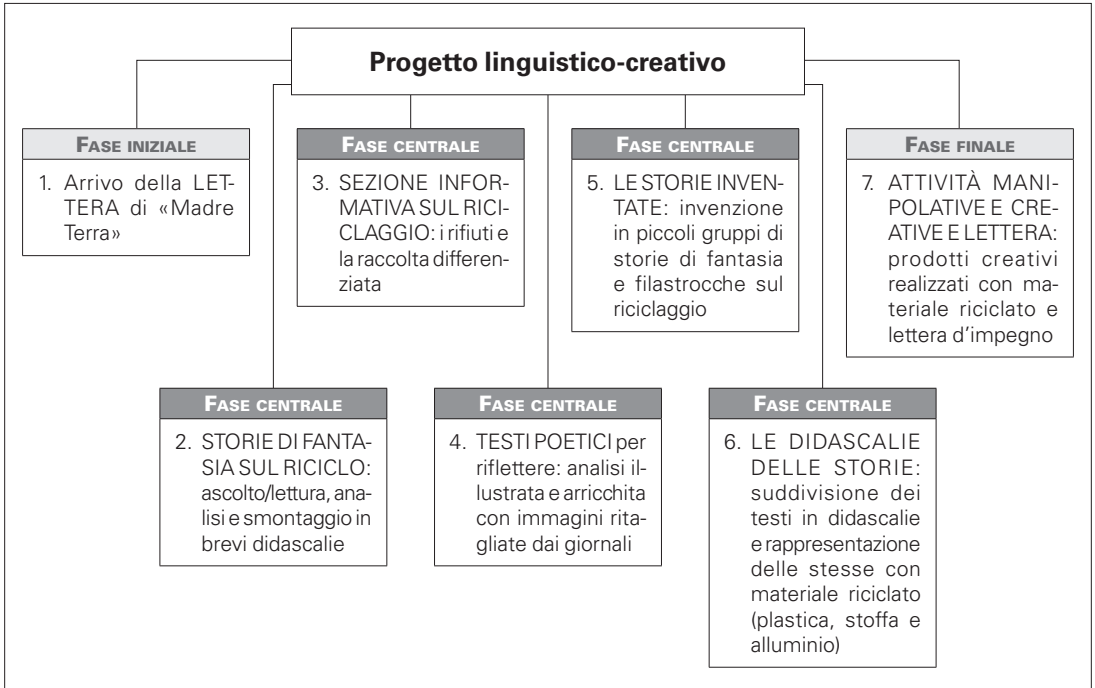 Progetto linguistico-creativo
FASE INIZIALE
1. Arrivo della LET-
TERA di «Madre
Terra»
FASE CENTRALE
3. SEZIONE INFOR-
MATIVA SUL RICI-
CLAGGIO: i rifiuti e
la raccolta differen-
ziata
FASE CENTRALE
5. LE STORIE INVEN-
TATE: invenzione
in piccoli gruppi di
storie di fantasia
e filastrocche sul
riciclaggio
FASE FINALE
7. ATTIVITÀ MANI-
POLATIVE E CRE-
ATIVE E LETTERA:
prodotti creativi
realizzati con ma-
teriale riciclato e
lettera d'impegno
FASE CENTRALE
2. STORIE DI FANTA-
SIA SUL RICICLO:
ascolto/lettura, ana-
lisi e smontaggio in
brevi didascalie
FASE CENTRALE
4. TESTI POETICI per
riflettere: analisi il-
lustrata e arricchita
con immagini rita-
gliate dai giornali
FASE CENTRALE
6. LE DIDASCALIE
DELLE STORIE:
suddivisione dei
testi in didascalie
e rappresentazione
delle stesse con
materiale riciclato
(plastica, stoffa e
alluminio)